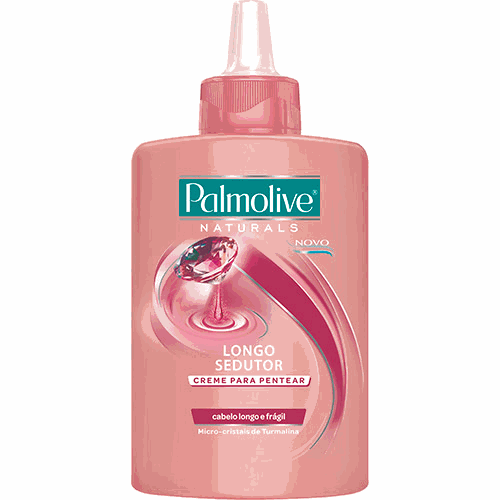 Palmolive®
NATURALS
NOVO
LONGO
SEDUTOR
CREME PARA PENTEAR
cabelo longo e frágil
Micro-cristais de Turmalina